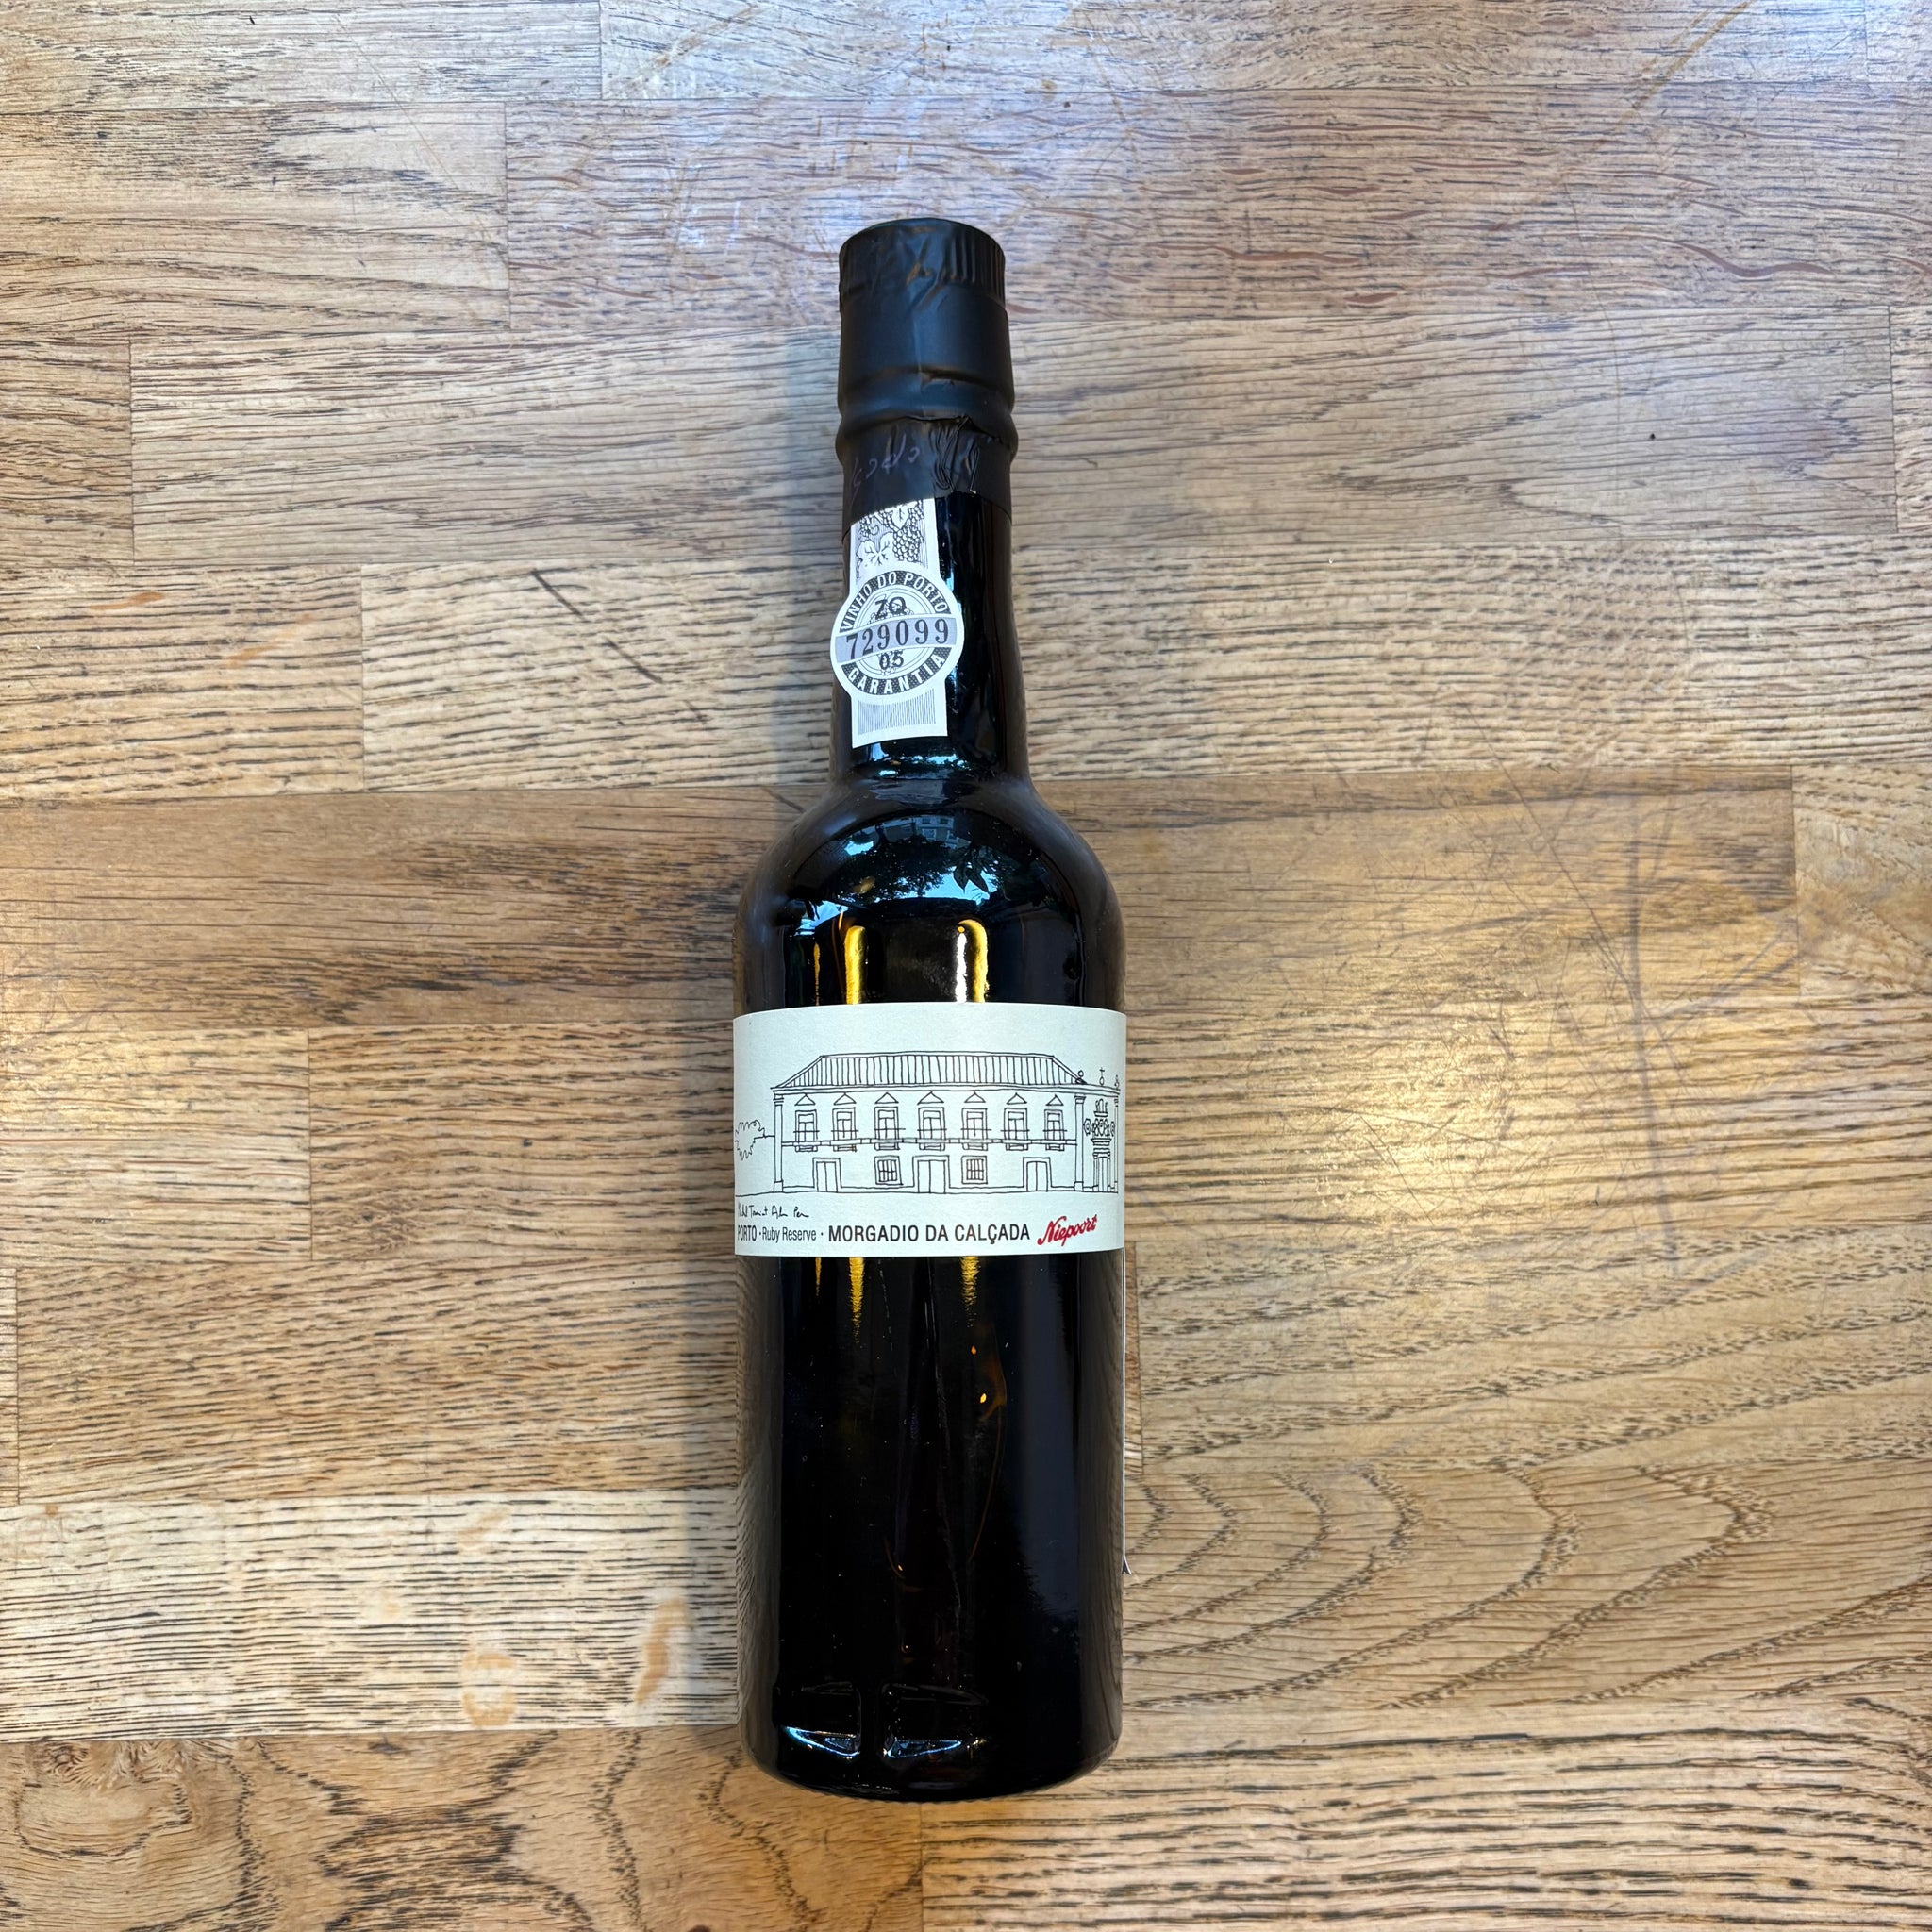 VINHO DO PORTO
ZQ
729099
05
GARANTIA
PORTO · Ruby Reserve · MORGADIO DA CALÇADA Niepoort